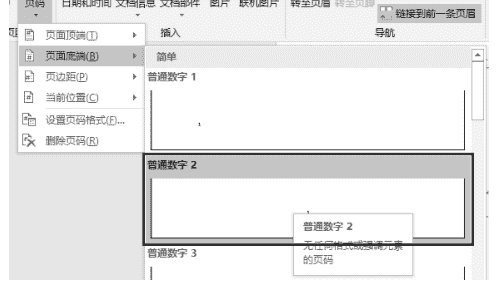 页码 日期和时间 文档信息 文档部件 图片 联机图片 转至页眉 转至页脚
链接到前一条页眉
插入 导航
页面顶端(T)
页面底端(B)
页边距(P)
当前位置(C)
设置页码格式(F)...
删除页码(R)
简单
普通数字 1
1
普通数字 2
普通数字 2
无任何格式或强调元素
的页码
普通数字 3